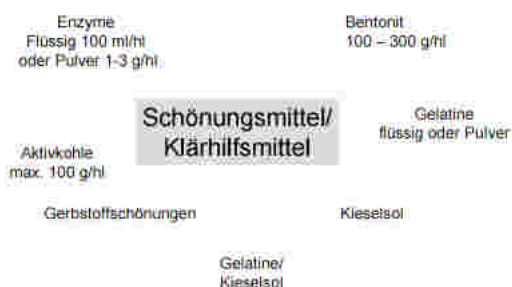 Enzyme
Flüssig 100 ml/hl
oder Pulver 1-3 g/hl
Bentonit
100 – 300 g/hl
Schönungsmittel/
Klärhilfsmittel
Gelatine
flüssig oder Pulver
Aktivkohle
max. 100 g/hl
Gerbstoffschönungen
Kieselsol
Gelatine/
Kieselsol